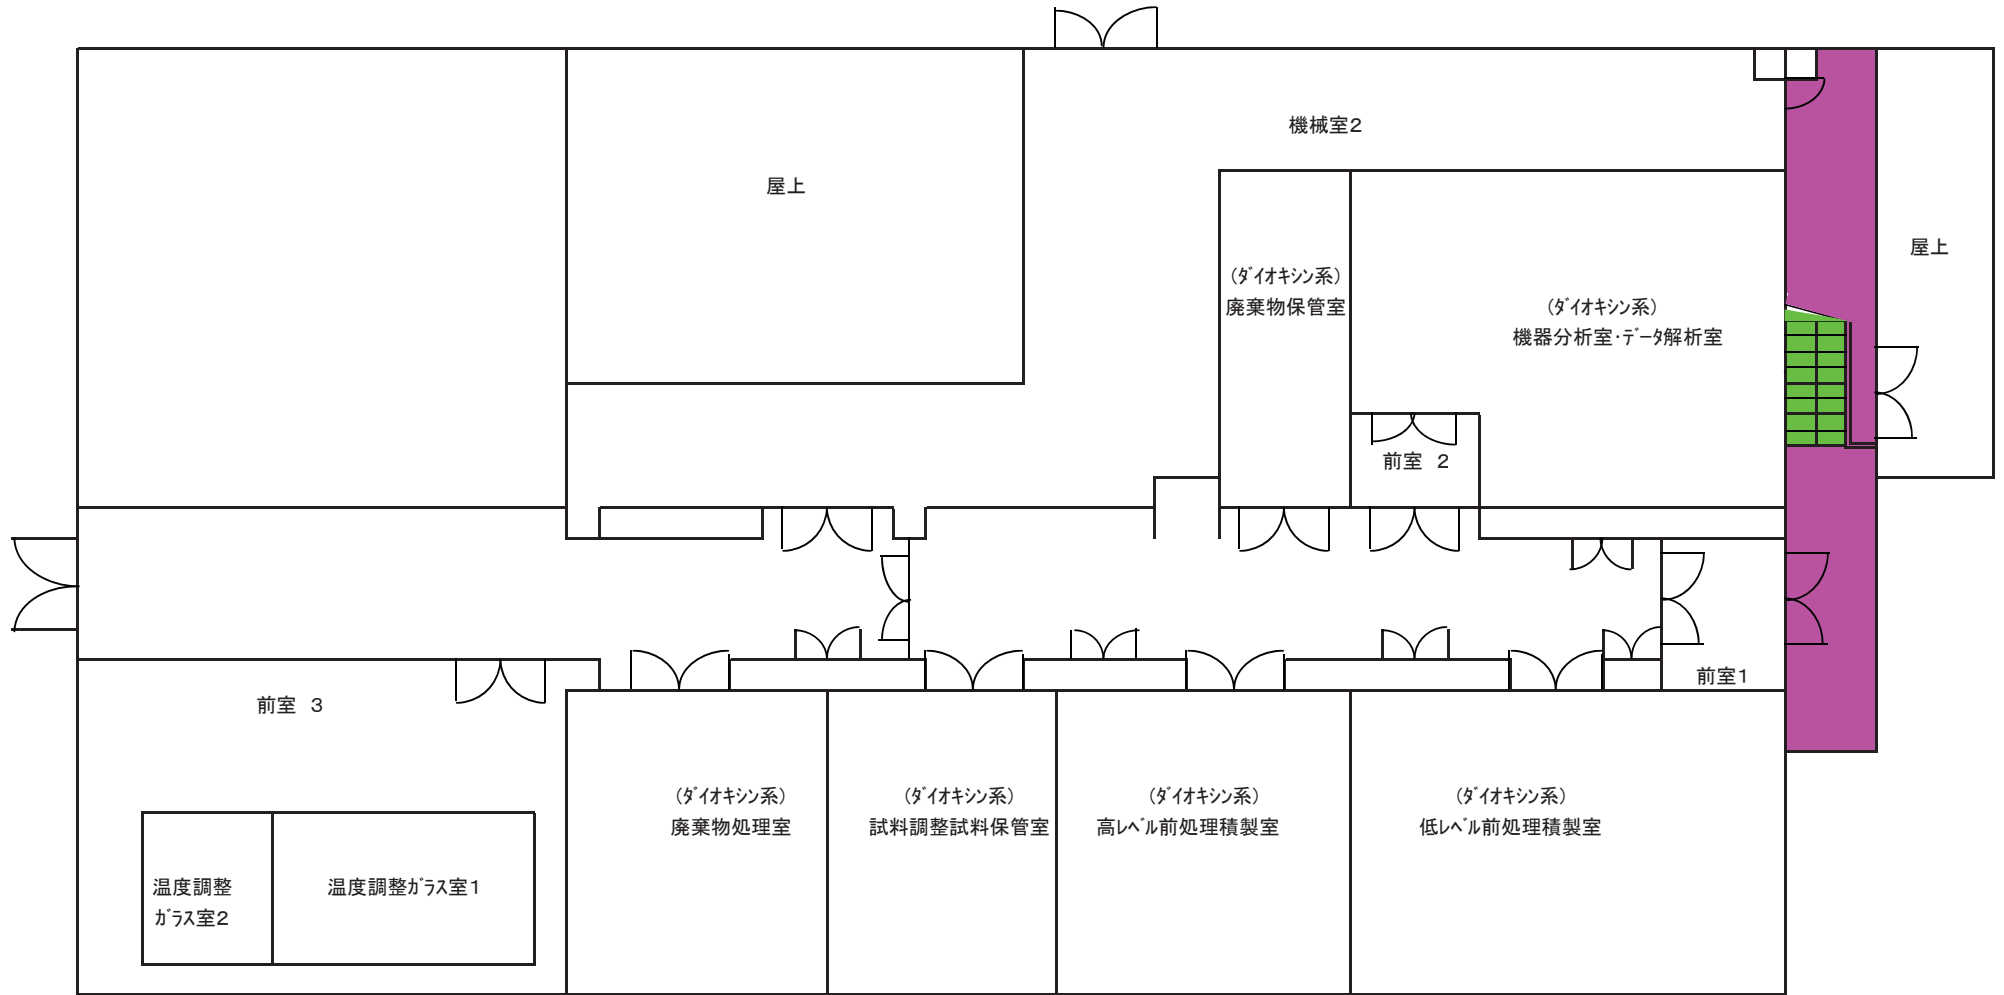 機械室2
屋上
屋上
(ﾀﾞｲｵｷｼﾝ系)
廃棄物保管室
(ﾀﾞｲｵｷｼﾝ系)
機器分析室･ﾃﾞｰﾀ解析室
前室 2
前室1
前室 3
(ﾀﾞｲｵｷｼﾝ系)
廃棄物処理室
(ﾀﾞｲｵｷｼﾝ系)
試料調整試料保管室
(ﾀﾞｲｵｷｼﾝ系)
高ﾚﾍﾞﾙ前処理積製室
(ﾀﾞｲｵｷｼﾝ系)
低ﾚﾍﾞﾙ前処理積製室
温度調整
ｶﾞﾗｽ室2
温度調整ｶﾞﾗｽ室1